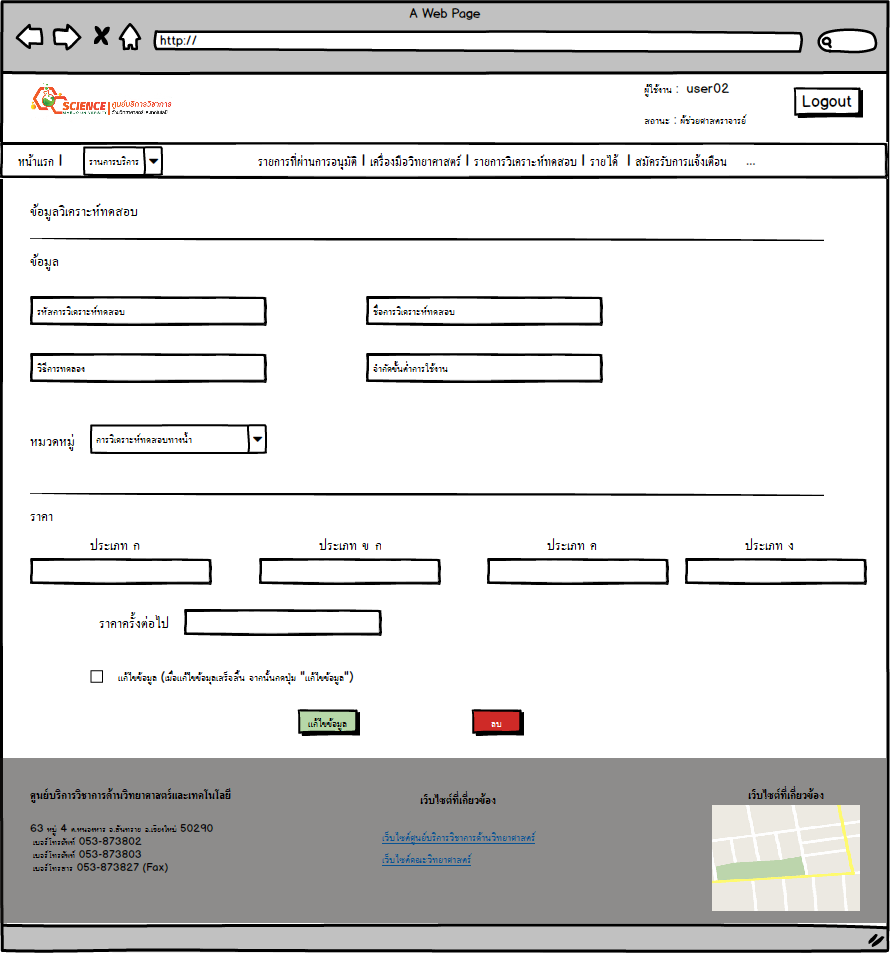 A Web Page
http://
SCIENCE ศูนย์บริการวิชาการ
ผู้ใช้งาน : user02
Logout
สถานะ : ผู้ช่วยศาสตราจารย์
หน้าแรก | รายการบริการ รายการที่ผ่านการอนุมัติ | เครื่องมือวิทยาศาสตร์ | รายการวิเคราะห์ทดสอบ | รายได้ | สมัครรับการแจ้งเตือน ...
ข้อมูลวิเคราะห์ทดสอบ
ข้อมูล
รหัสการวิเคราะห์ทดสอบ ชื่อการวิเคราะห์ทดสอบ
วิธีการทดลอง จำกัดขั้นต่ำการใช้งาน
หมวดหมู่ การวิเคราะห์ทดสอบทางน้ำ
ราคา
ประเภท ก ประเภท ข ก ประเภท ค ประเภท ง
ราคาครั้งต่อไป
แก้ไขข้อมูล (เมื่อแก้ไขข้อมูลเสร็จสิ้น จากนั้นกดปุ่ม "แก้ไขข้อมูล")
แก้ไขข้อมูล ลบ
ศูนย์บริการวิชาการด้านวิทยาศาสตร์และเทคโนโลยี
63 หมู่ 4 ต.หนองหาร อ.สันทราย จ.เชียงใหม่ 50290
เบอร์โทรศัพท์ 053-873802
เบอร์โทรศัพท์ 053-873803
เบอร์โทรสาร 053-873827 (Fax)
เว็บไซต์ที่เกี่ยวข้อง
เว็บไซต์ศูนย์บริการวิชาการด้านวิทยาศาสตร์
เว็บไซต์คณะวิทยาศาสตร์
เว็บไซต์ที่เกี่ยวข้อง